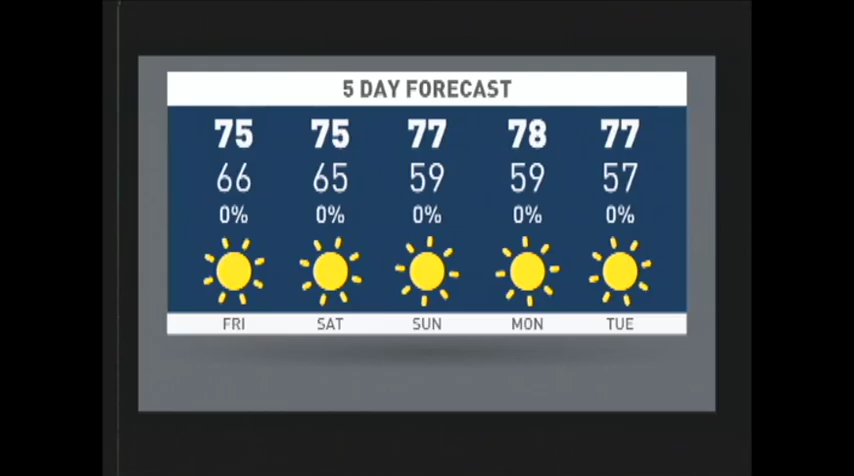 5 DAY FORECAST
75 75 77 78 77
66 65 59 59 57
0% 0% 0% 0% 0%
FRI SAT SUN MON TUE